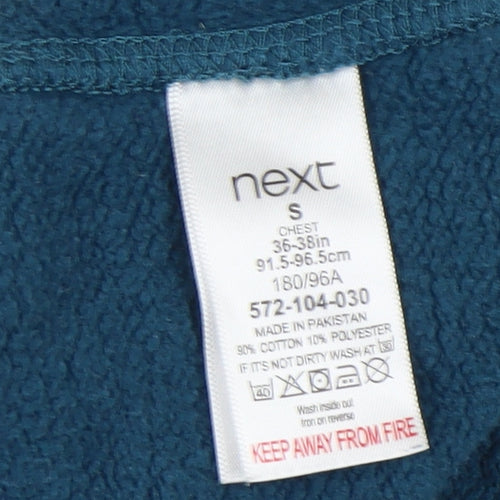 next
S
CHEST
36-38in
91.5-96.5cm
180/96A
572-104-030
MADE IN PAKISTAN
90% COTTON 10% POLYESTER
IF IT'S NOT DIRTY WASH AT 30
40
Wash inside out
Iron on reverse
KEEP AWAY FROM FIRE